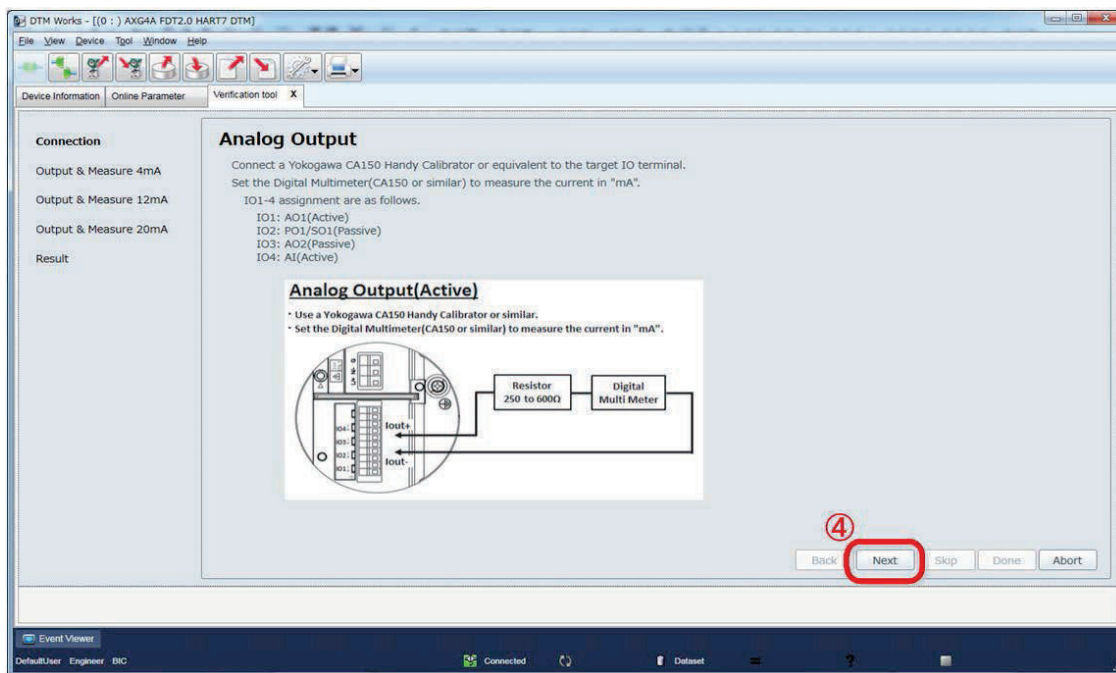 DTM Works - [(0 : ) AXG4A FDT2.0 HART7 DTM]
File View Device Tool Window Help
Device Information Online Parameter Verification tool X
Connection
Output & Measure 4mA
Output & Measure 12mA
Output & Measure 20mA
Result
Analog Output
Connect a Yokogawa CA150 Handy Calibrator or equivalent to the target IO terminal.
Set the Digital Multimeter(CA150 or similar) to measure the current in "mA".
IO1-4 assignment are as follows.
IO1: AO1(Active)
IO2: PO1/SO1(Passive)
IO3: AO2(Passive)
IO4: AI(Active)
Analog Output(Active)
・Use a Yokogawa CA150 Handy Calibrator or similar.
・Set the Digital Multimeter(CA150 or similar) to measure the current in "mA".
Resistor
250 to 600Ω
Digital
Multi Meter
Iout+
Iout-
IO4:
IO3:
IO2:
IO1:
④
Back Next Skip Done Abort
Event Viewer
DefaultUser Engineer BIC Connected Dataset = ?